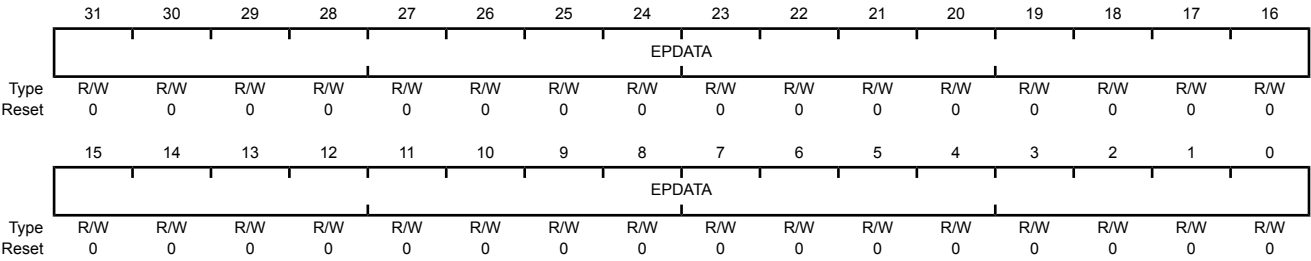 31 30 29 28 27 26 25 24 23 22 21 20 19 18 17 16
EPDATA
Type R/W R/W R/W R/W R/W R/W R/W R/W R/W R/W R/W R/W R/W R/W R/W R/W
Reset 0 0 0 0 0 0 0 0 0 0 0 0 0 0 0 0
15 14 13 12 11 10 9 8 7 6 5 4 3 2 1 0
EPDATA
Type R/W R/W R/W R/W R/W R/W R/W R/W R/W R/W R/W R/W R/W R/W R/W R/W
Reset 0 0 0 0 0 0 0 0 0 0 0 0 0 0 0 0